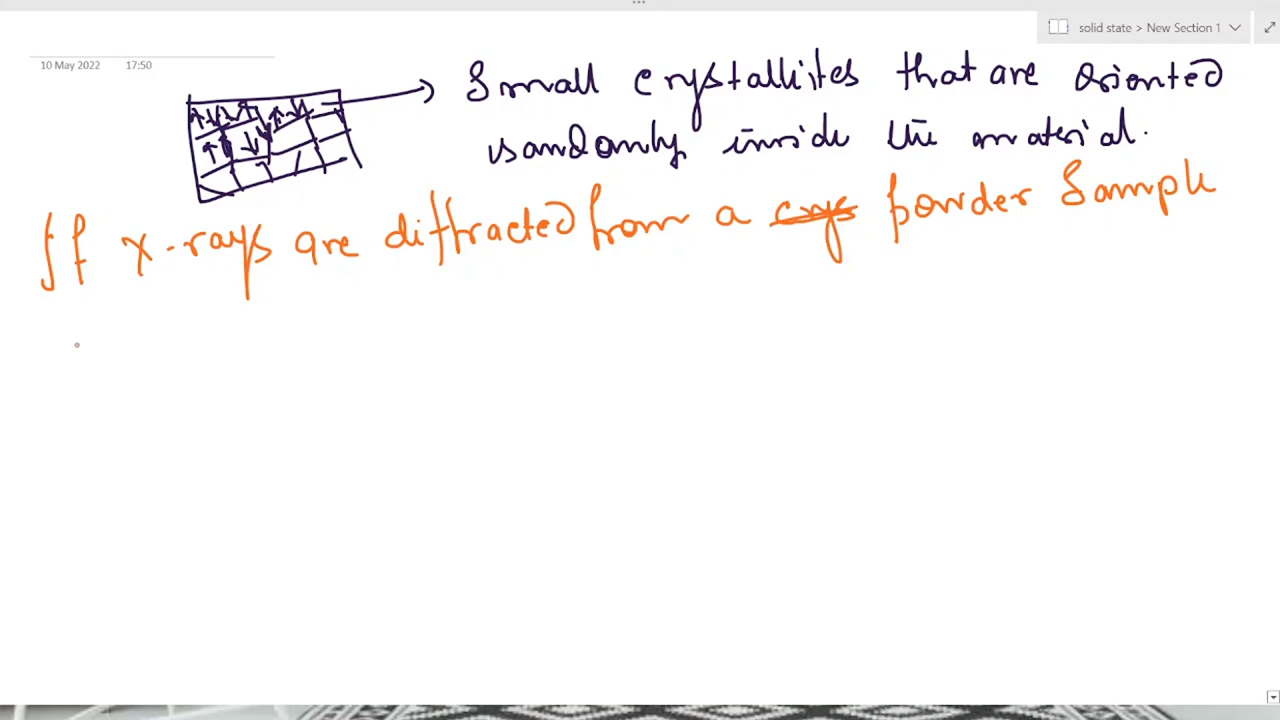 solid state > New Section 1
10 May 2022 17:50
Small crystallites that are oriented
randomly inside the material.
If x-rays are diffracted from a crys powder sample